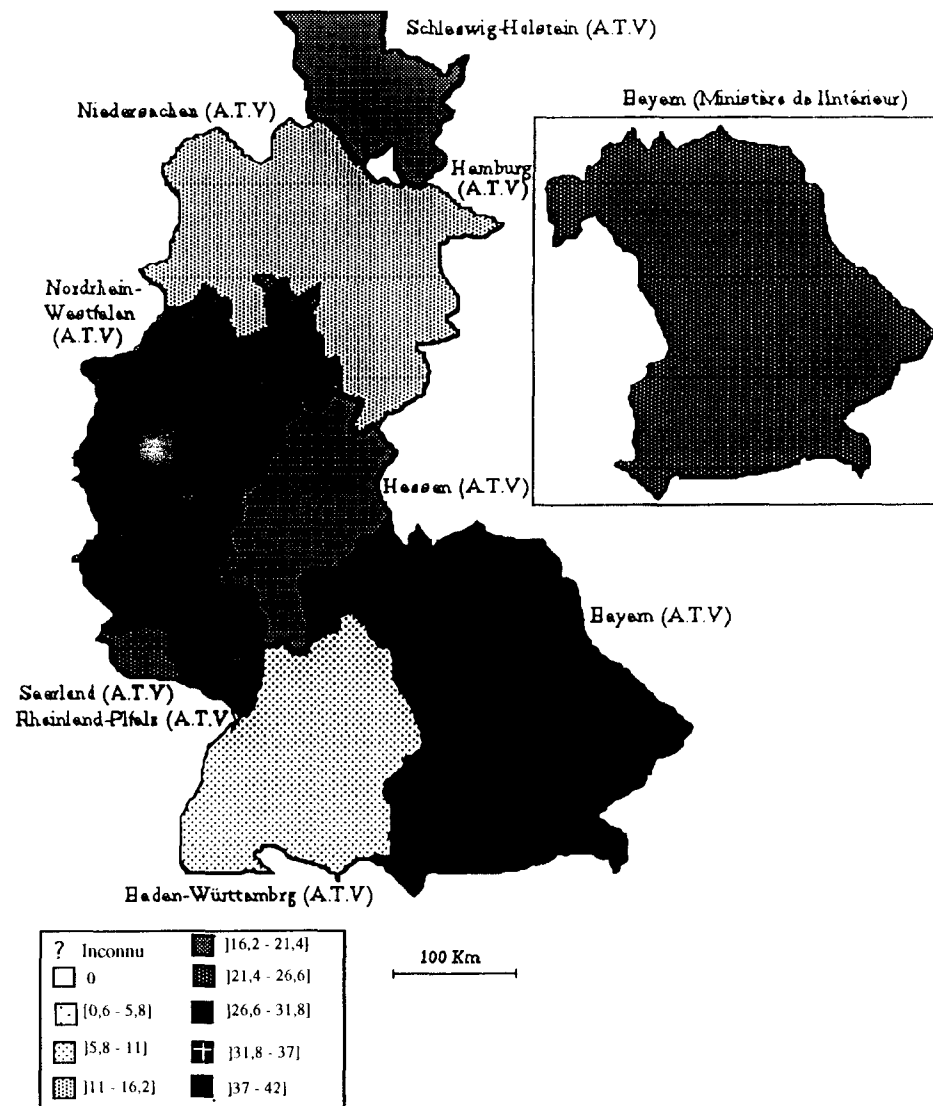 Schleswig-Holstein (A.T.V)
Niedersachen (A.T.V)
Bayern (Ministère de l'Intérieur)
Hamburg
(A.T.V)
Nordrhein-
Westfalen
(A.T.V)
Hessen (A.T.V)
Bayern (A.T.V)
Saarland (A.T.V)
Rheinland-Pfalz (A.T.V)
Baden-Württambrg (A.T.V)
? Inconnu
0
[0,6 - 5,8]
]5,8 - 11]
]11 - 16,2]
]16,2 - 21,4]
]21,4 - 26,6]
]26,6 - 31,8]
]31,8 - 37]
]37 - 42]
100 Km